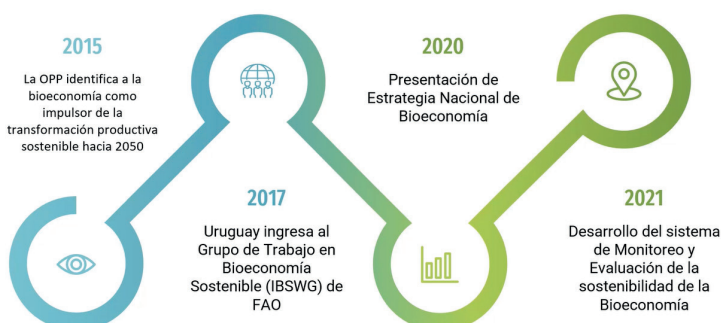 2015
La OPP identifica a la
bioeconomía como
impulsor de la
transformación productiva
sostenible hacia 2050
2017
Uruguay ingresa al
Grupo de Trabajo en
Bioeconomía
Sostenible (IBSWG) de
FAO
2020
Presentación de
Estrategia Nacional de
Bioeconomía
2021
Desarrollo del sistema
de Monitoreo y
Evaluación de la
sostenibilidad de la
Bioeconomía